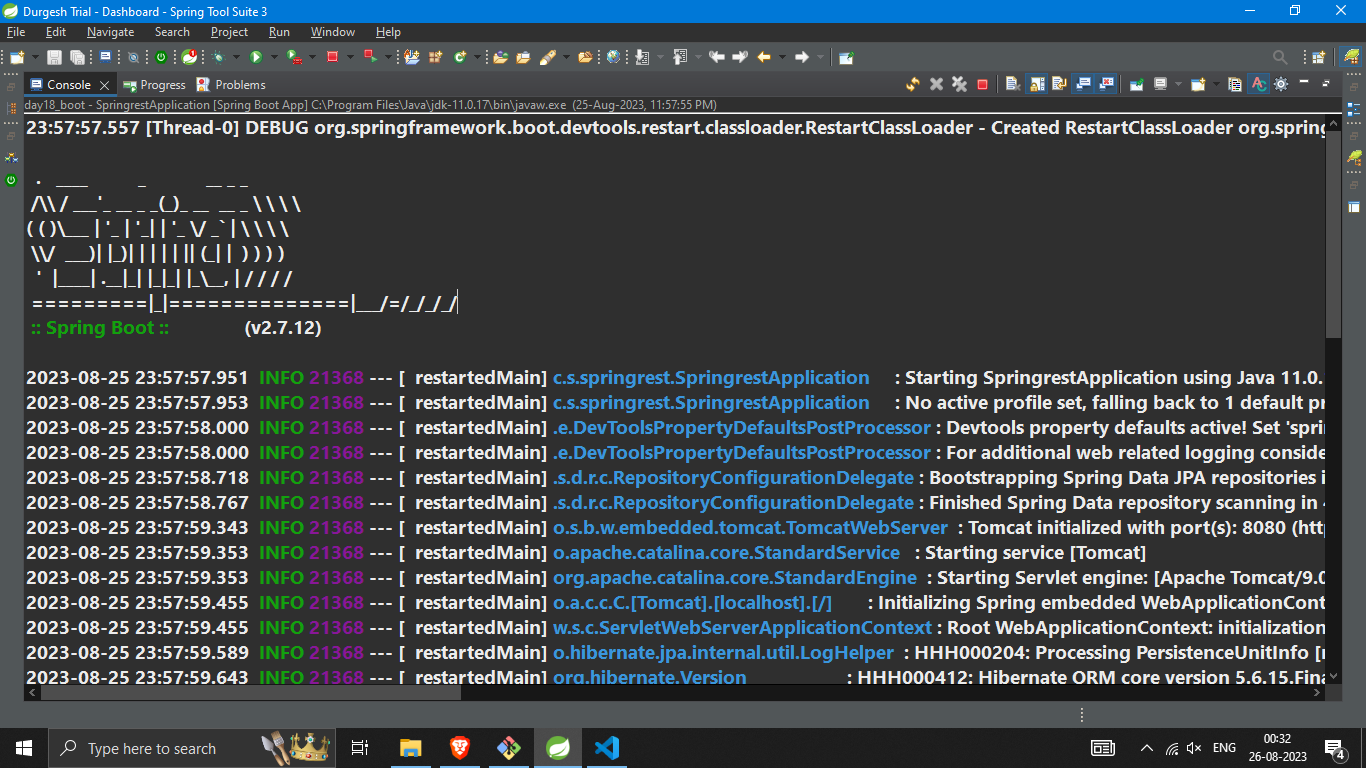 Durgesh Trial - Dashboard - Spring Tool Suite 3
File Edit Navigate Search Project Run Window Help
Console Progress Problems
day18_boot - SpringrestApplication [Spring Boot App] C:\Program Files\Java\jdk-11.0.17\bin\javaw.exe (25-Aug-2023, 11:57:55 PM)
23:57:57.557 [Thread-0] DEBUG org.springframework.boot.devtools.restart.classloader.RestartClassLoader - Created RestartClassLoader org.spring
  .   ____          _            __ _ _
 /\\ / ___'_ __ _ _(_)_ __  __ _ \ \ \ \
( ( )\___ | '_ | '_| | '_ \/ _` | \ \ \ \
 \\/  ___)| |_)| | | | | || (_| |  ) ) ) )
  '  |____| .__|_| |_|_| |_\__, | / / / /
 =========|_|==============|___/=/_/_/_/
:: Spring Boot :: (v2.7.12)
2023-08-25 23:57:57.951 INFO 21368 --- [ restartedMain] c.s.springrest.SpringrestApplication : Starting SpringrestApplication using Java 11.0.
2023-08-25 23:57:57.953 INFO 21368 --- [ restartedMain] c.s.springrest.SpringrestApplication : No active profile set, falling back to 1 default pr
2023-08-25 23:57:58.000 INFO 21368 --- [ restartedMain] .e.DevToolsPropertyDefaultsPostProcessor : Devtools property defaults active! Set 'spri
2023-08-25 23:57:58.000 INFO 21368 --- [ restartedMain] .e.DevToolsPropertyDefaultsPostProcessor : For additional web related logging conside
2023-08-25 23:57:58.718 INFO 21368 --- [ restartedMain] .s.d.r.c.RepositoryConfigurationDelegate : Bootstrapping Spring Data JPA repositories i
2023-08-25 23:57:58.767 INFO 21368 --- [ restartedMain] .s.d.r.c.RepositoryConfigurationDelegate : Finished Spring Data repository scanning in
2023-08-25 23:57:59.343 INFO 21368 --- [ restartedMain] o.s.b.w.embedded.tomcat.TomcatWebServer : Tomcat initialized with port(s): 8080 (htt
2023-08-25 23:57:59.353 INFO 21368 --- [ restartedMain] o.apache.catalina.core.StandardService : Starting service [Tomcat]
2023-08-25 23:57:59.353 INFO 21368 --- [ restartedMain] org.apache.catalina.core.StandardEngine : Starting Servlet engine: [Apache Tomcat/9.0
2023-08-25 23:57:59.455 INFO 21368 --- [ restartedMain] o.a.c.c.C.[Tomcat].[localhost].[/] : Initializing Spring embedded WebApplicationCont
2023-08-25 23:57:59.455 INFO 21368 --- [ restartedMain] w.s.c.ServletWebServerApplicationContext : Root WebApplicationContext: initialization
2023-08-25 23:57:59.589 INFO 21368 --- [ restartedMain] o.hibernate.jpa.internal.util.LogHelper : HHH000204: Processing PersistenceUnitInfo [n
2023-08-25 23:57:59.643 INFO 21368 --- [ restartedMain] org.hibernate.Version : HHH000412: Hibernate ORM core version 5.6.15.Fina
Type here to search
ENG
00:32
26-08-2023
4